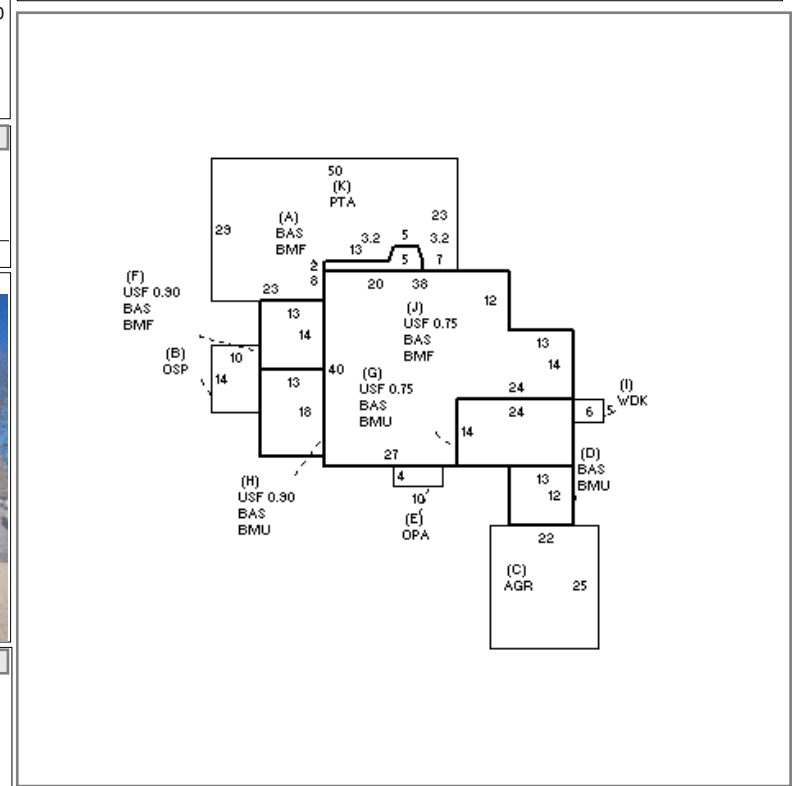 50
(K)
PTA
29
(A)
BAS
BMF
23
3.2
5
3.2
13
5
7
2
8
23
20
38
12
(F)
USF 0.90
BAS
BMF
13
14
(J)
USF 0.75
BAS
BMF
13
14
(B)
OSP
10
14
40
13
18
(G)
USF 0.75
BAS
BMU
24
24
14
(I)
WDK
6
5
27
(D)
BAS
BMU
(H)
USF 0.90
BAS
BMU
4
10
(E)
OPA
13
12
22
(C)
AGR
25